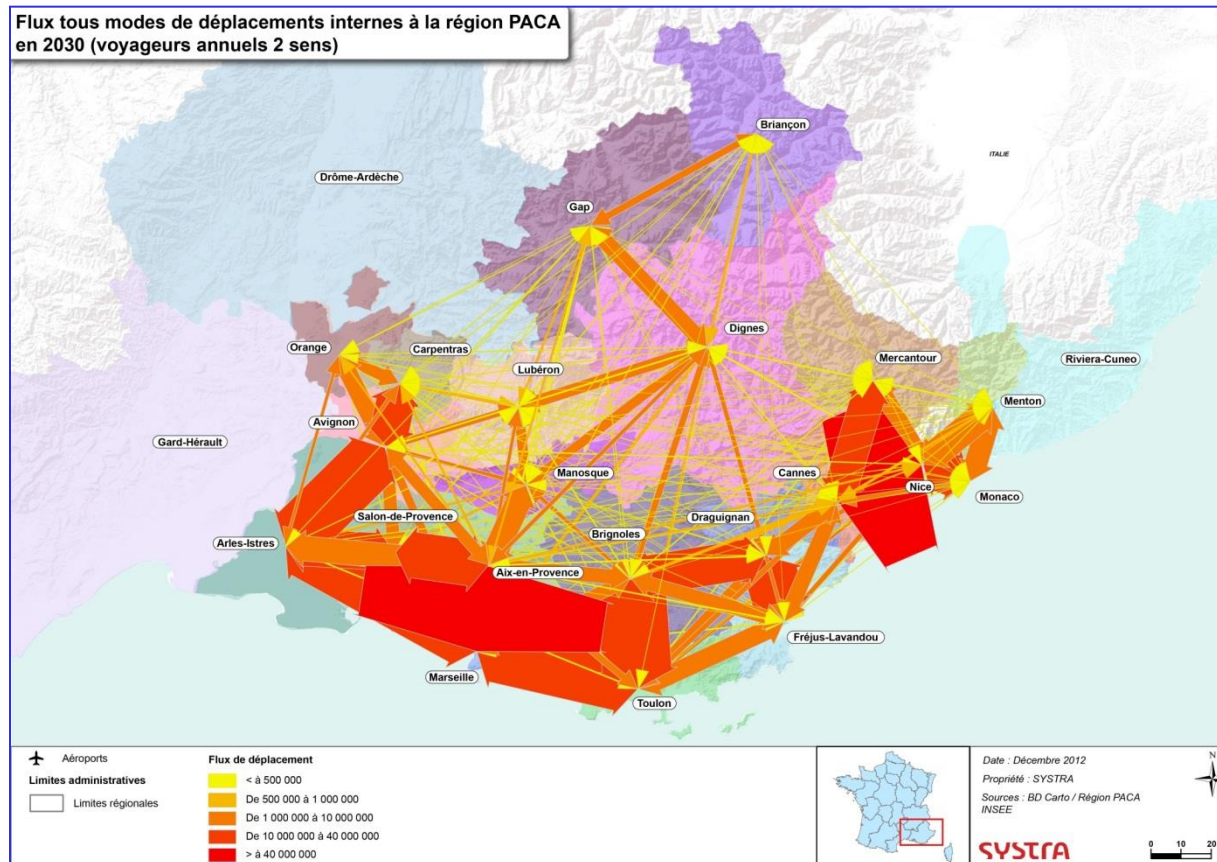 Flux tous modes de déplacements internes à la région PACA
en 2030 (voyageurs annuels 2 sens)
Briançon
ITALIE
Drôme-Ardèche
Gap
Dignes
Orange
Carpentras
Lubéron
Mercantour
Riviera-Cuneo
Menton
Avignon
Gard-Hérault
Manosque
Cannes
Nice
Monaco
Salon-de-Provence
Draguignan
Brignoles
Arles-Istres
Aix-en-Provence
Fréjus-Lavandou
Marseille
Toulon
Aéroports
Limites administratives
Limites régionales
Flux de déplacement
< à 500 000
De 500 000 à 1 000 000
De 1 000 000 à 10 000 000
De 10 000 000 à 40 000 000
> à 40 000 000
Date : Décembre 2012
Propriété : SYSTRA
Sources : BD Carto / Région PACA
INSEE
N
SYSTRA
0 10 20